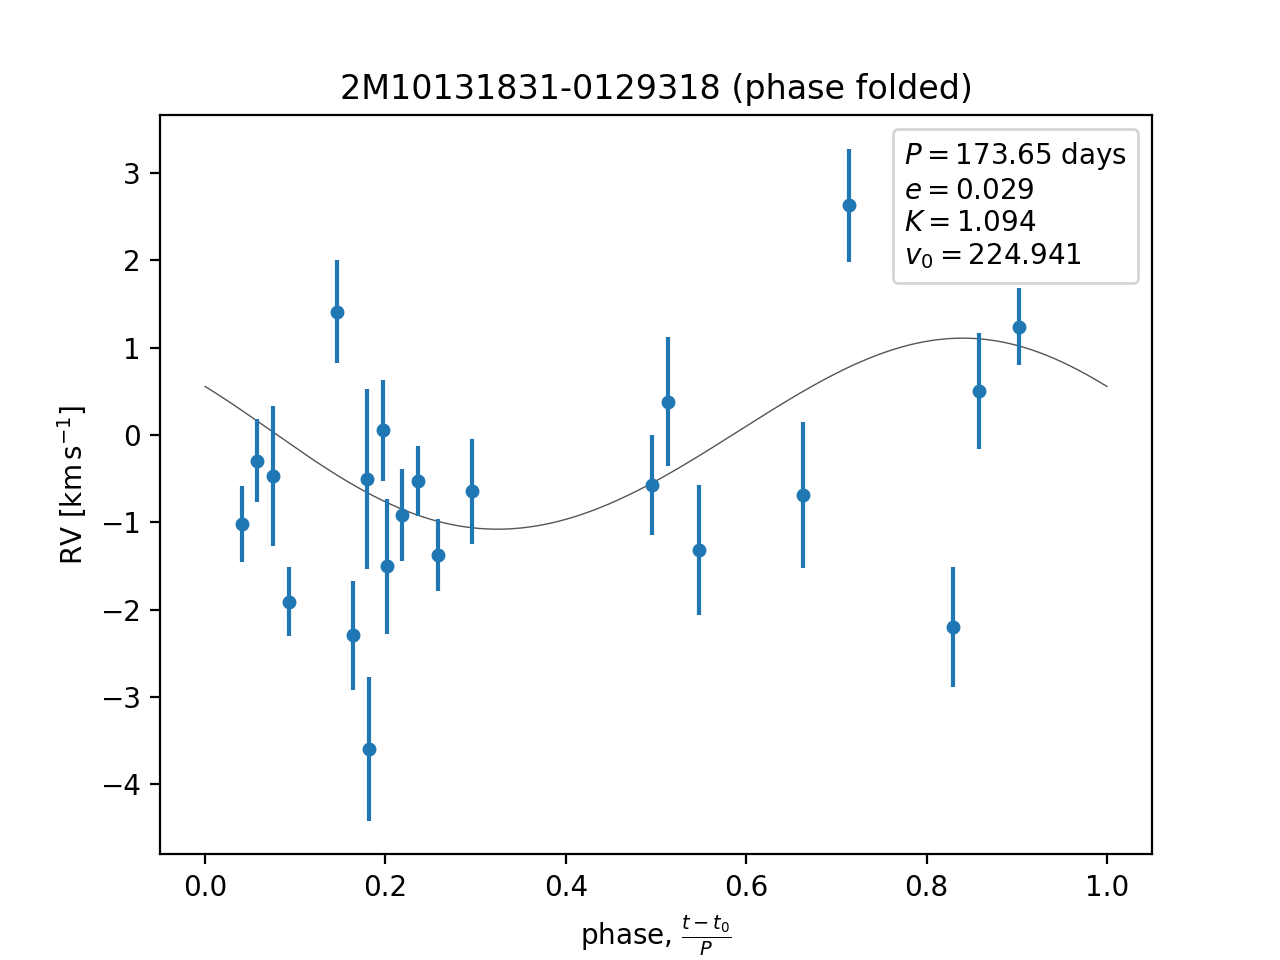 2M10131831-0129318 (phase folded)
P = 173.65 days
e = 0.029
K = 1.094
v₀ = 224.941
RV [km s⁻¹]
3
2
1
0
−1
−2
−3
−4
0.0 0.2 0.4 0.6 0.8 1.0
phase, (t − t₀)/P